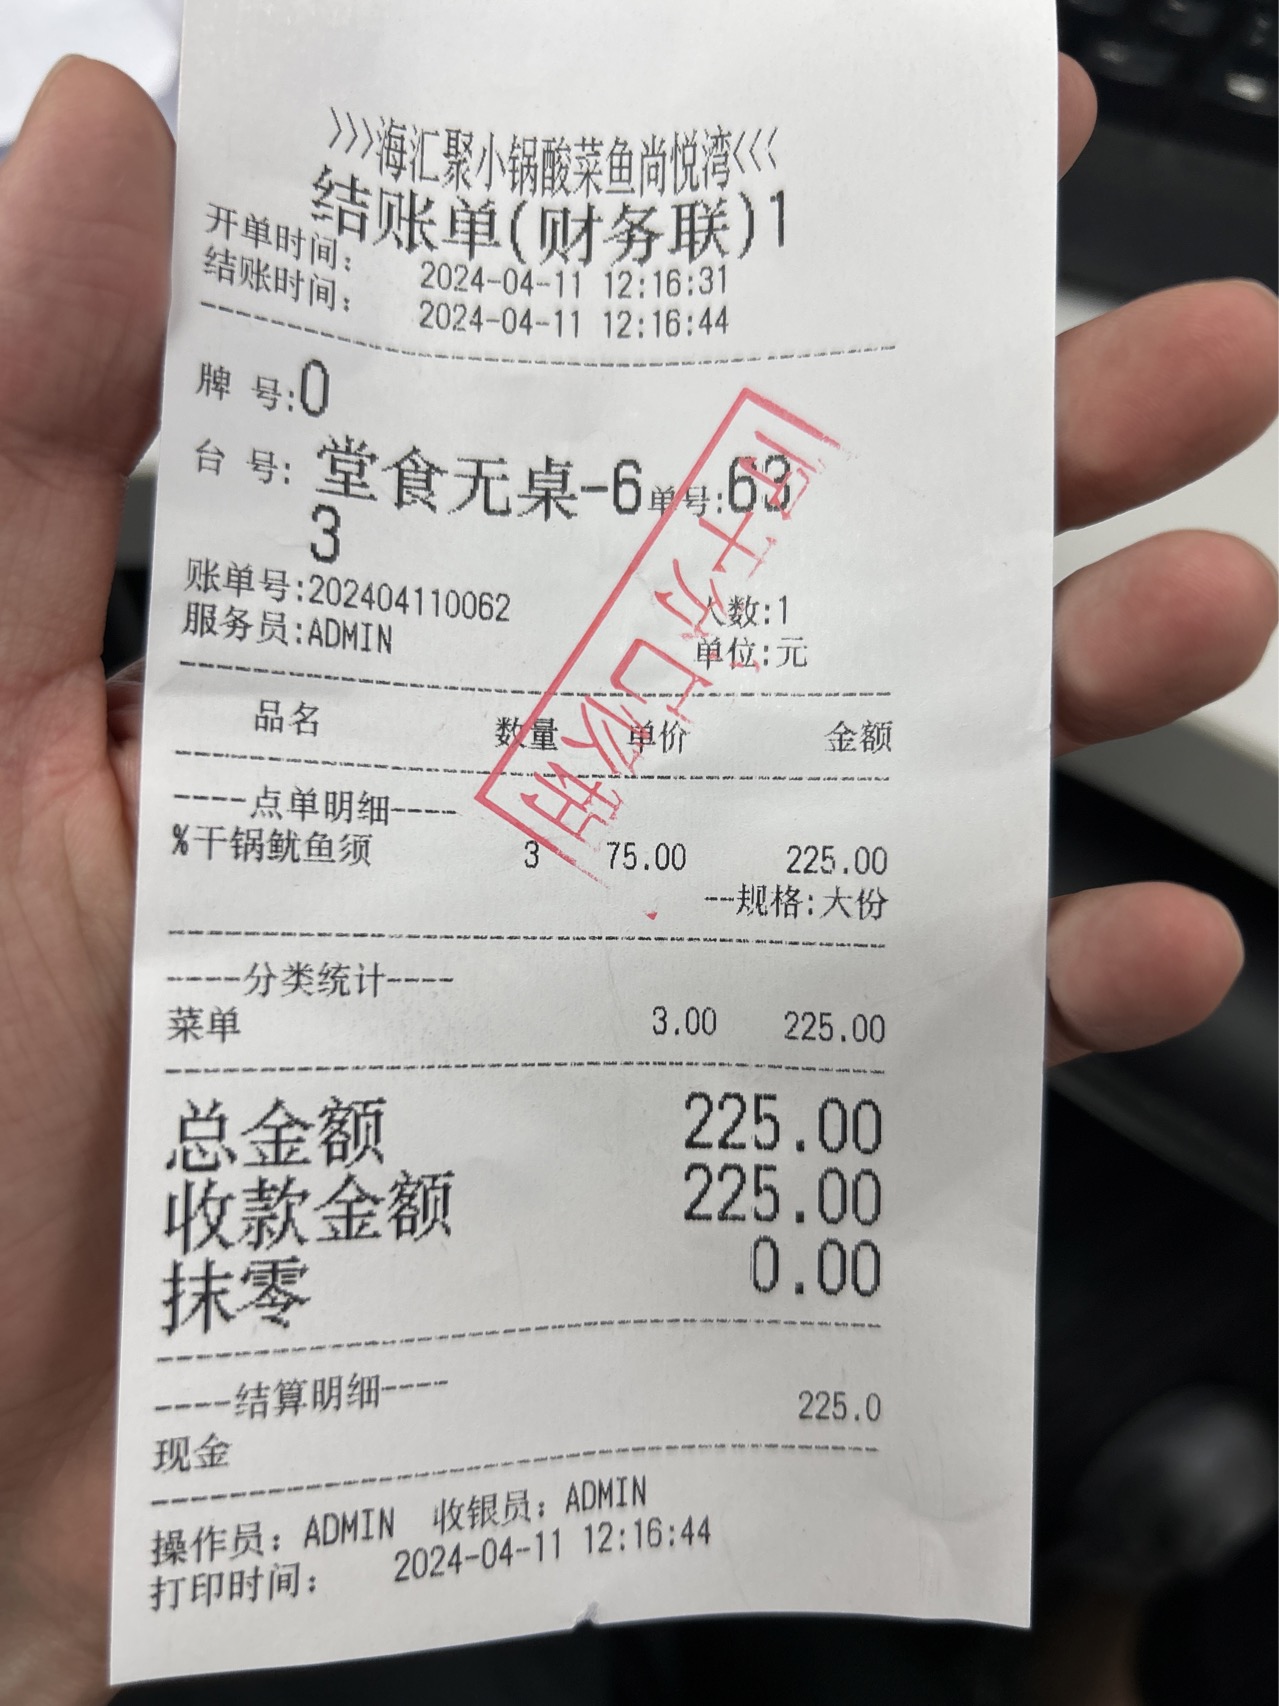 >>>海汇聚小锅酸菜鱼尚悦湾<<<
结账单(财务联)1
开单时间: 2024-04-11 12:16:31
结账时间: 2024-04-11 12:16:44
牌 号:0
台 号: 堂食无桌-6 单号:63
3
账单号:202404110062 人数:1
服务员:ADMIN 单位:元
品名 数量 单价 金额
----点单明细----
%干锅鱿鱼须 3 75.00 225.00
--规格:大份
----分类统计----
菜单 3.00 225.00
总金额 225.00
收款金额 225.00
抹零 0.00
----结算明细----
现金 225.0
操作员: ADMIN 收银员: ADMIN
打印时间: 2024-04-11 12:16:44